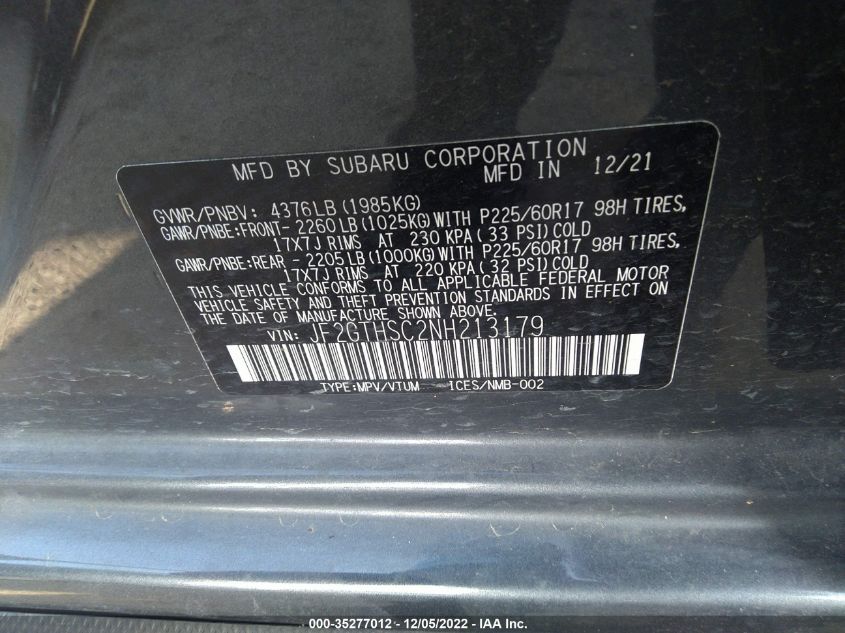 MFD BY SUBARU CORPORATION
MFD IN 12/21
GVWR/PNBV: 4376LB(1985KG)
GAWR/PNBE:FRONT- 2260LB(1025KG)WITH P225/60R17 98H TIRES,
17X7J RIMS AT 230 KPA( 33 PSI)COLD
GAWR/PNBE:REAR - 2205LB(1000KG)WITH P225/60R17 98H TIRES,
17X7J RIMS AT 220 KPA( 32 PSI)COLD
THIS VEHICLE CONFORMS TO ALL APPLICABLE FEDERAL MOTOR
VEHICLE SAFETY AND THEFT PREVENTION STANDARDS IN EFFECT ON
THE DATE OF MANUFACTURE SHOWN ABOVE.
VIN: JF2GTHSC2NH213179
TYPE:MPV/VTUM ICES/NMB-002
000-35277012 - 12/05/2022 - IAA Inc.